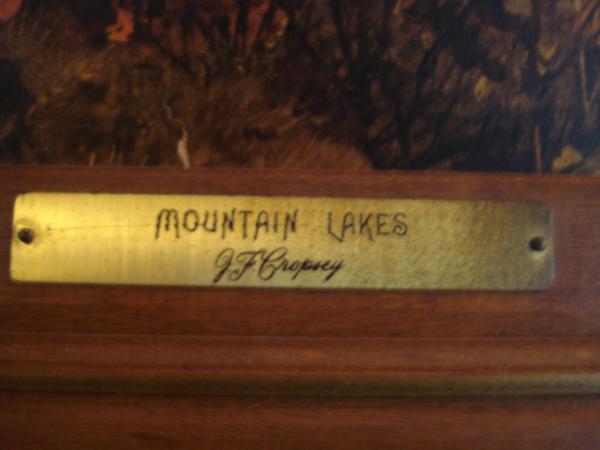 MOUNTAIN LAKES
J.F. Cropsey